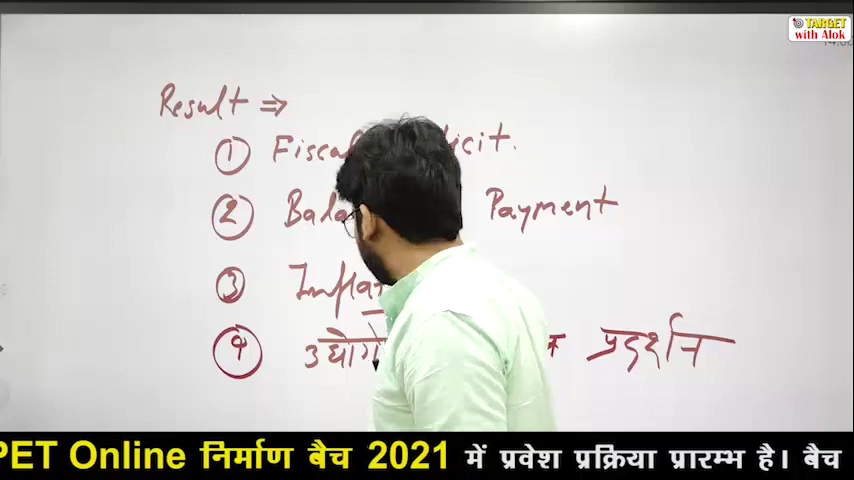 TARGET
with Alok
Result ⇒
① Fiscal icit.
② Bala Payment
③ Infla
④ उद्योगो प्रदर्शन
PET Online निर्माण बैच 2021 में प्रवेश प्रक्रिया प्रारम्भ है। बैच